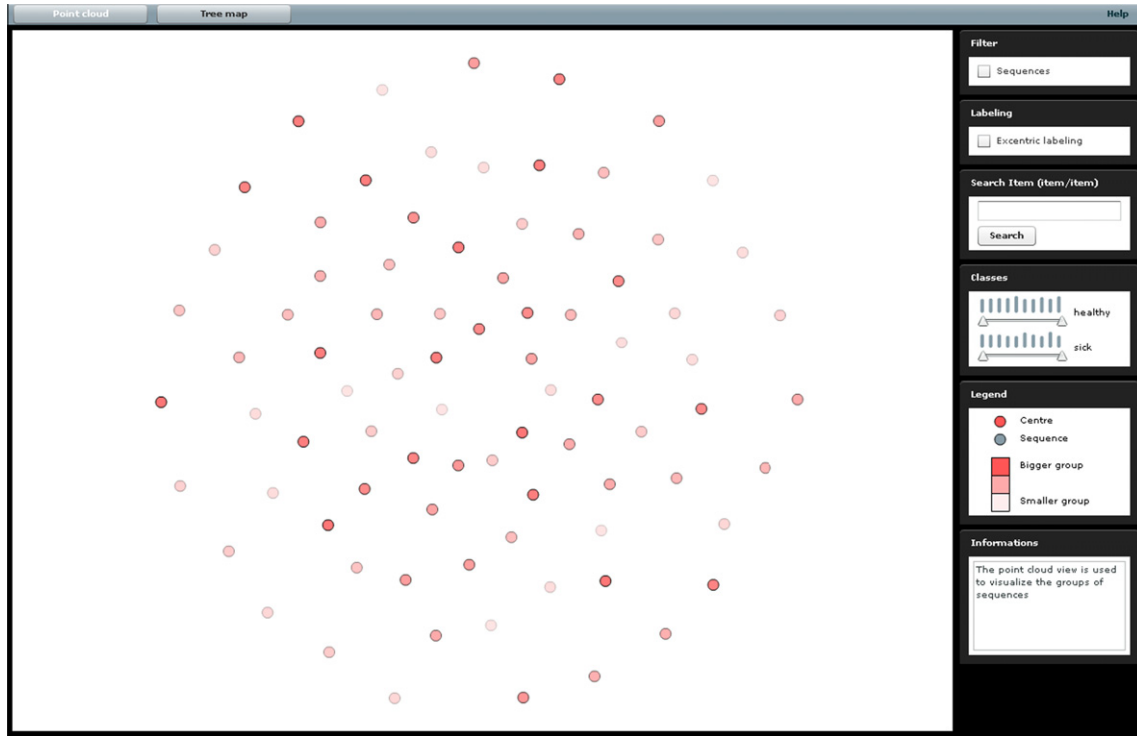 Point cloud
Tree map
Help
Filter
Sequences
Labeling
Excentric labeling
Search Item (item/item)
Search
Classes
healthy
sick
Legend
Centre
Sequence
Bigger group
Smaller group
Informations
The point cloud view is used
to visualize the groups of
sequences